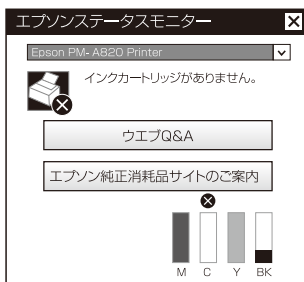 エプソンステータスモニター
Epson PM- A820 Printer
インクカートリッジがありません。
ウエブQ&A
エプソン純正消耗品サイトのご案内
M C Y BK